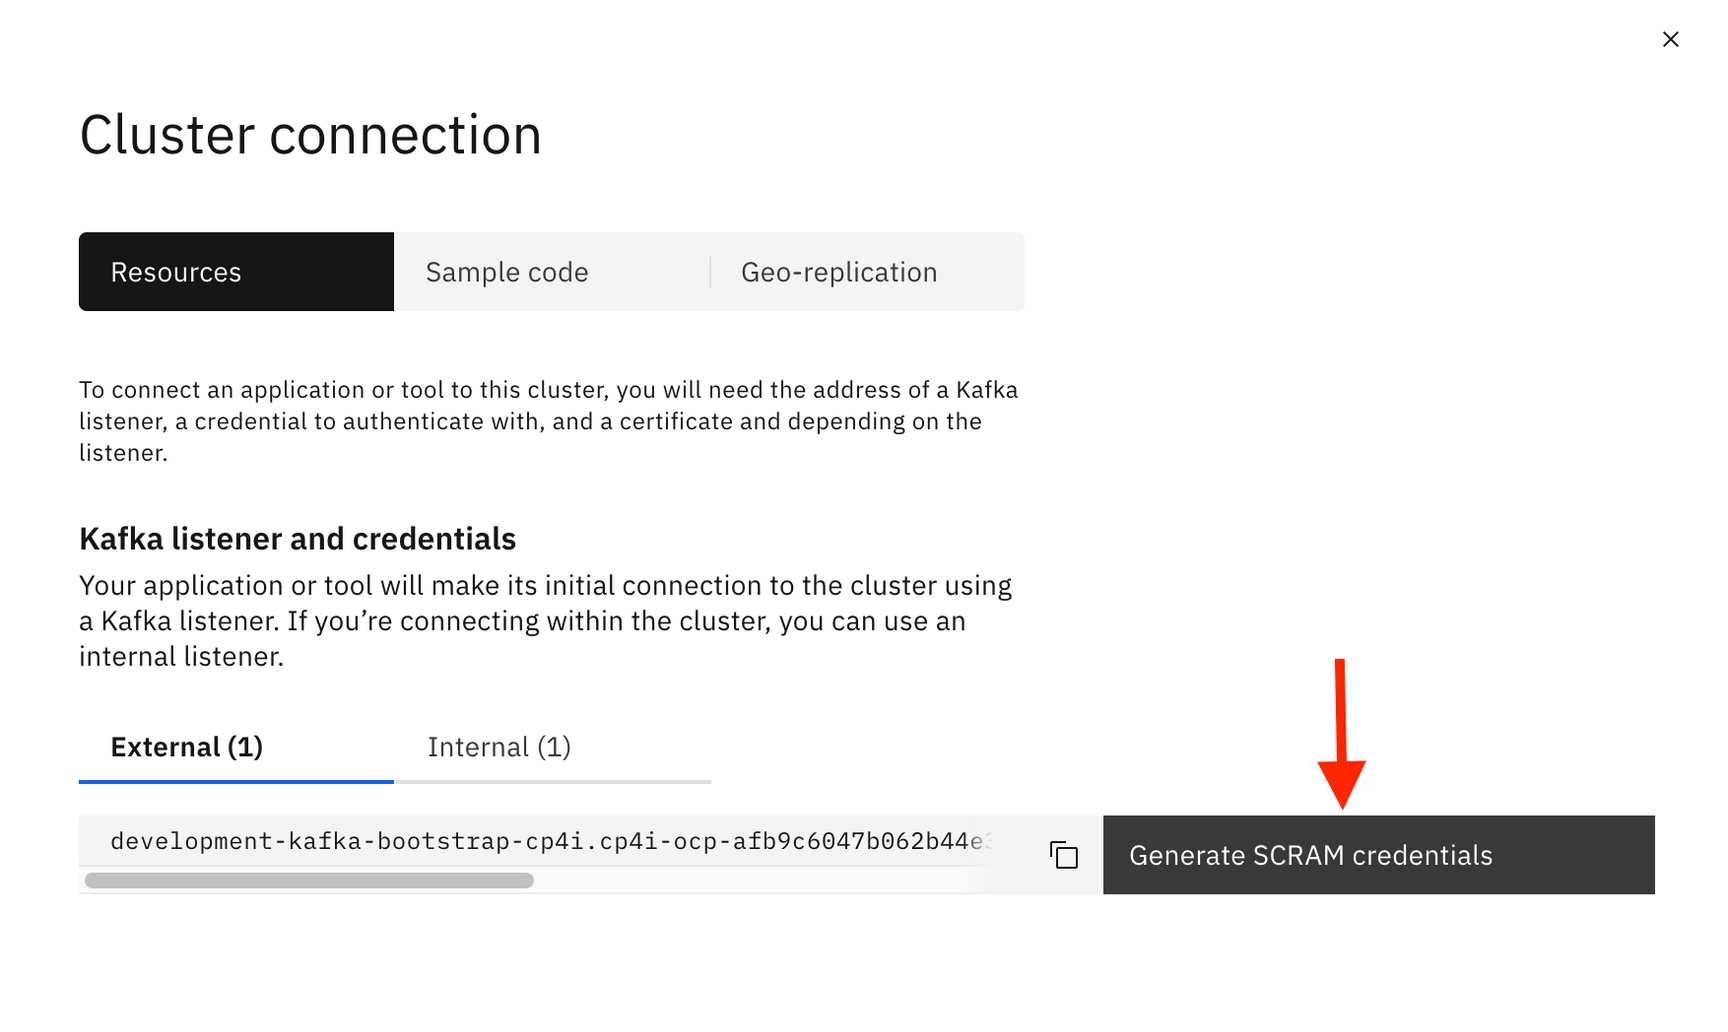 Cluster connection
Resources
Sample code
Geo-replication
To connect an application or tool to this cluster, you will need the address of a Kafka
listener, a credential to authenticate with, and a certificate and depending on the
listener.
Kafka listener and credentials
Your application or tool will make its initial connection to the cluster using
a Kafka listener. If you’re connecting within the cluster, you can use an
internal listener.
External (1)
Internal (1)
development-kafka-bootstrap-cp4i.cp4i-ocp-afb9c6047b062b44e3
Generate SCRAM credentials